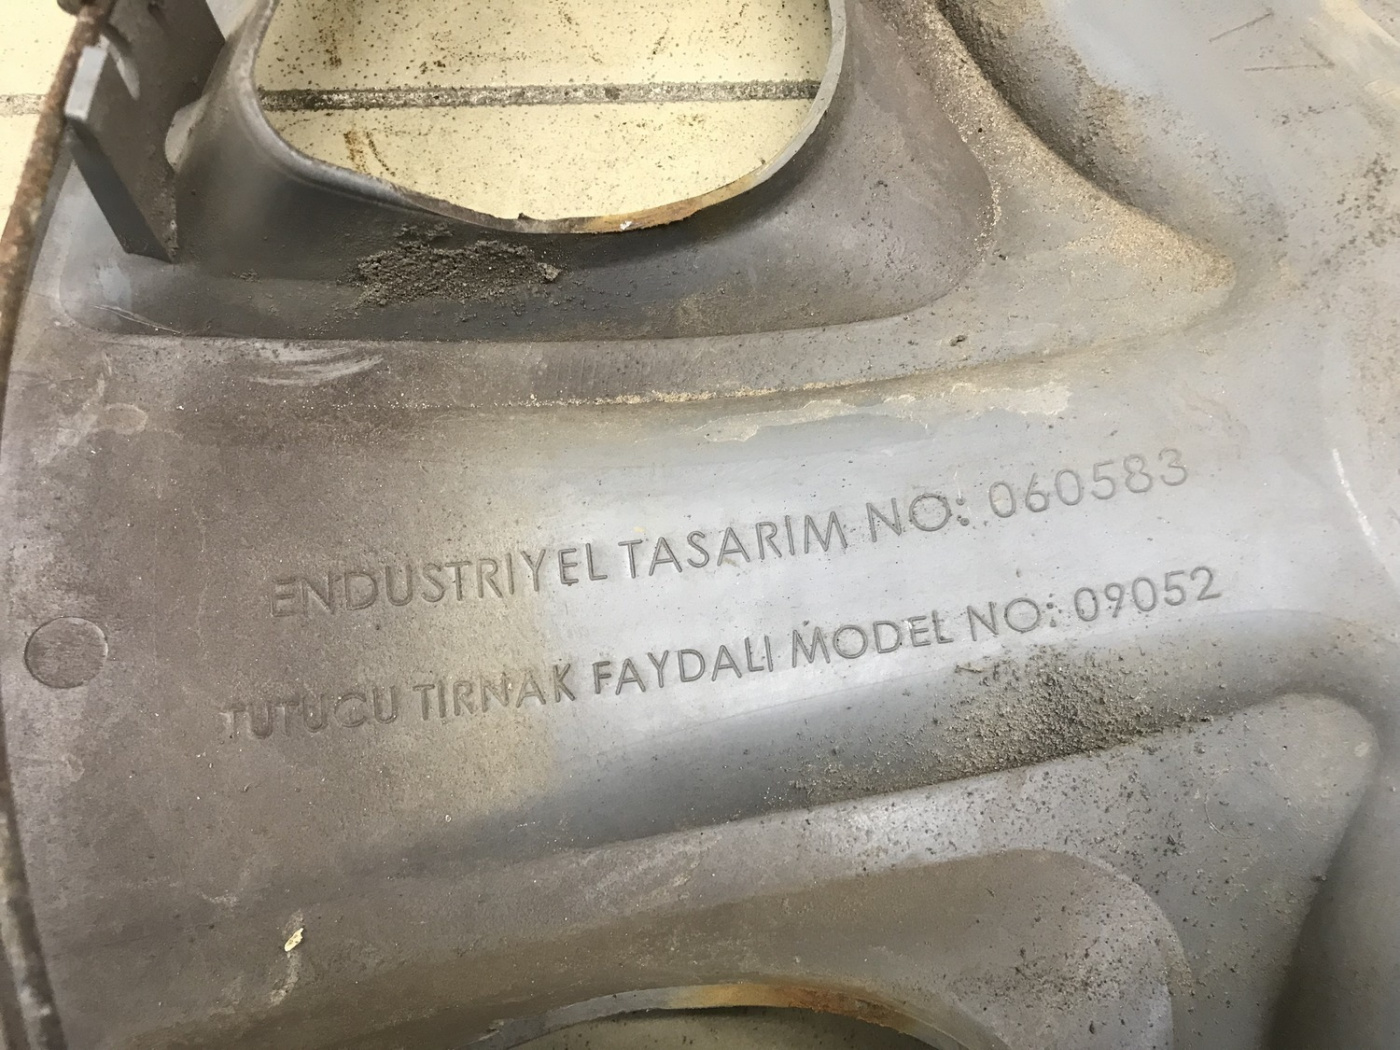 ENDUSTRIYEL TASARIM NO: 060583
TUTUCU TIRNAK FAYDALI MODEL NO: 09052